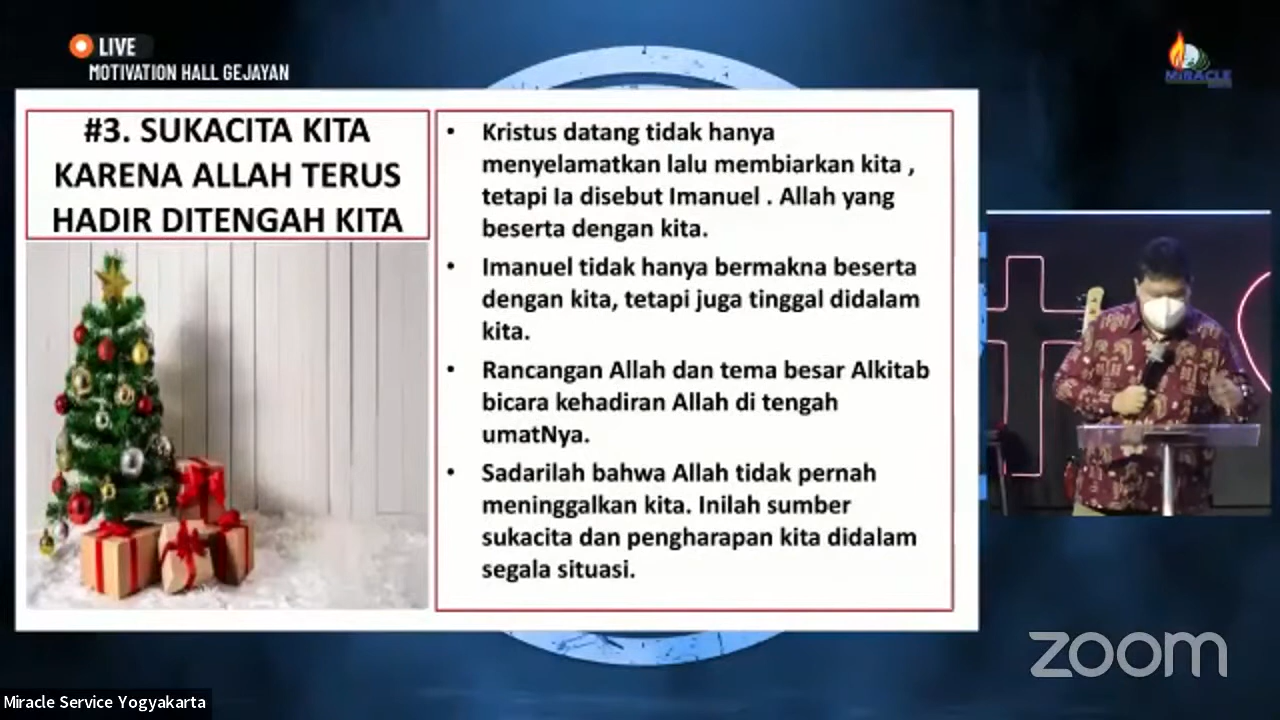 LIVE
MOTIVATION HALL GEJAYAN
MIRACLE
#3. SUKACITA KITA
KARENA ALLAH TERUS
HADIR DITENGAH KITA
• Kristus datang tidak hanya
menyelamatkan lalu membiarkan kita ,
tetapi Ia disebut Imanuel . Allah yang
beserta dengan kita.
• Imanuel tidak hanya bermakna beserta
dengan kita, tetapi juga tinggal didalam
kita.
• Rancangan Allah dan tema besar Alkitab
bicara kehadiran Allah di tengah
umatNya.
• Sadarilah bahwa Allah tidak pernah
meninggalkan kita. Inilah sumber
sukacita dan pengharapan kita didalam
segala situasi.
zoom
Miracle Service Yogyakarta